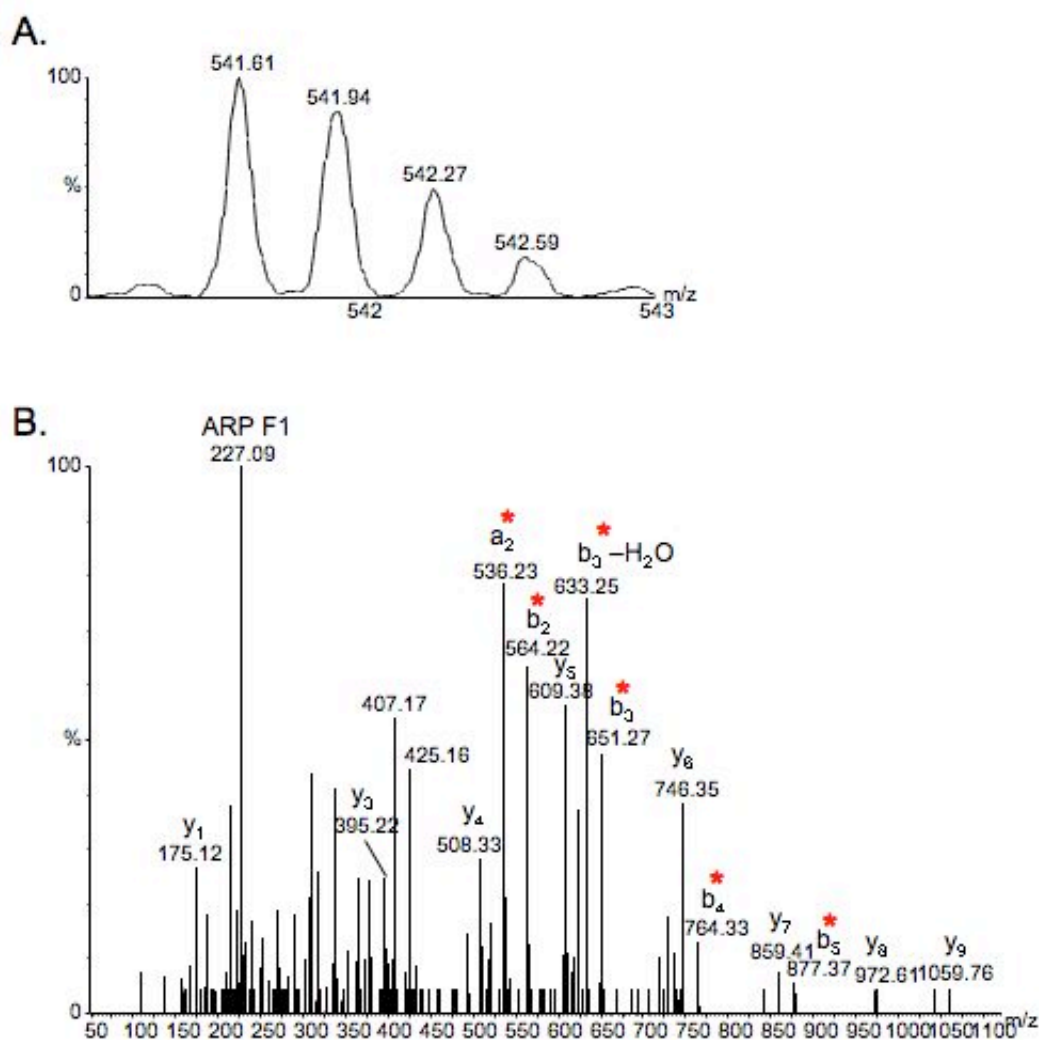 A.
541.61
100
541.94
542.27
%
542.59
0
m/z
542
543
B.
ARP F1
227.09
100
*
a2
536.23
*
b3 –H2O
633.25
*
b2
564.22
y5
609.38
*
b3
651.27
407.17
425.16
%
y6
746.35
y3
395.22
y4
508.33
y1
175.12
*
b4
764.33
y7
859.41
*
b5
877.37
y8
972.61
y9
1059.76
0
50 100 150 200 250 300 350 400 450 500 550 600 650 700 750 800 850 900 950 1000 1050 1100 m/z